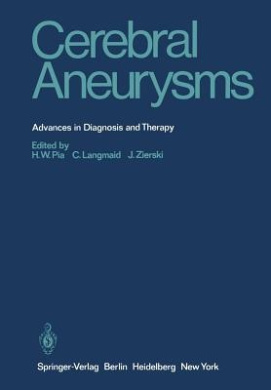 Cerebral
Aneurysms
Advances in Diagnosis and Therapy
Edited by
H.W. Pia C. Langmaid J. Zierski
Springer-Verlag Berlin Heidelberg New York